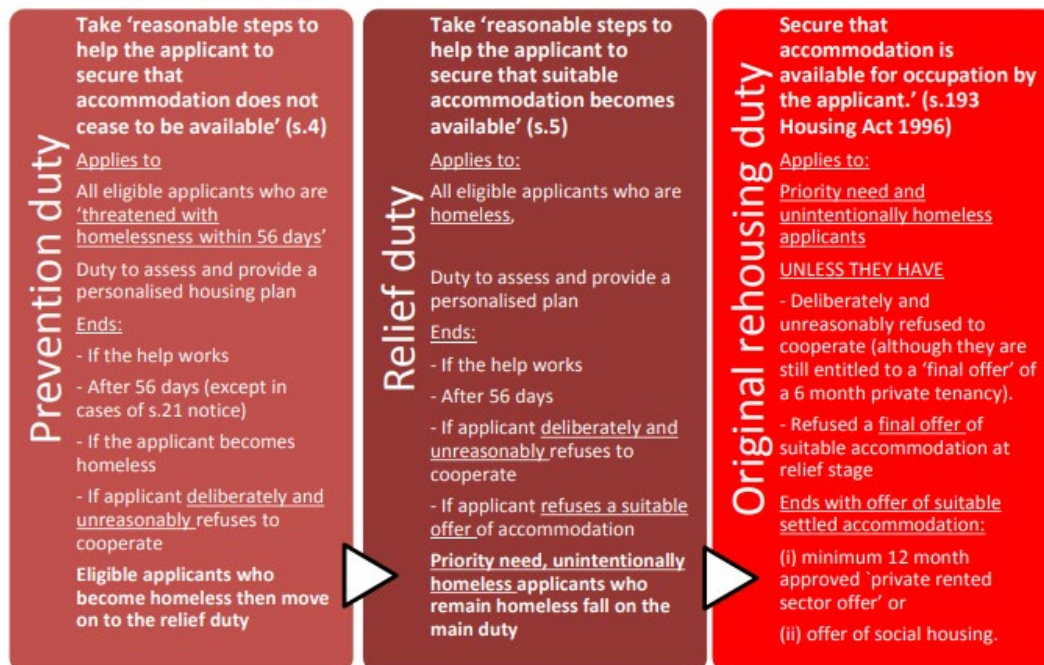 Prevention duty
Take ‘reasonable steps to
help the applicant to
secure that
accommodation does not
cease to be available’ (s.4)
Applies to
All eligible applicants who are
‘threatened with
homelessness within 56 days’
Duty to assess and provide a
personalised housing plan
Ends:
- If the help works
- After 56 days (except in
cases of s.21 notice)
- If the applicant becomes
homeless
- If applicant deliberately and
unreasonably refuses to
cooperate
Eligible applicants who
become homeless then move
on to the relief duty
Relief duty
Take ‘reasonable steps to
help the applicant to
secure that suitable
accommodation becomes
available’ (s.5)
Applies to:
All eligible applicants who are
homeless,
Duty to assess and provide a
personalised plan
Ends:
- If the help works
- After 56 days
- If applicant deliberately and
unreasonably refuses to
cooperate
- If applicant refuses a suitable
offer of accommodation
Priority need, unintentionally
homeless applicants who
remain homeless fall on the
main duty
Original rehousing duty
Secure that
accommodation is
available for occupation by
the applicant.’ (s.193
Housing Act 1996)
Applies to:
Priority need and
unintentionally homeless
applicants
UNLESS THEY HAVE
- Deliberately and
unreasonably refused to
cooperate (although they are
still entitled to a ‘final offer’ of
a 6 month private tenancy).
- Refused a final offer of
suitable accommodation at
relief stage
Ends with offer of suitable
settled accommodation:
(i) minimum 12 month
approved `private rented
sector offer’ or
(ii) offer of social housing.